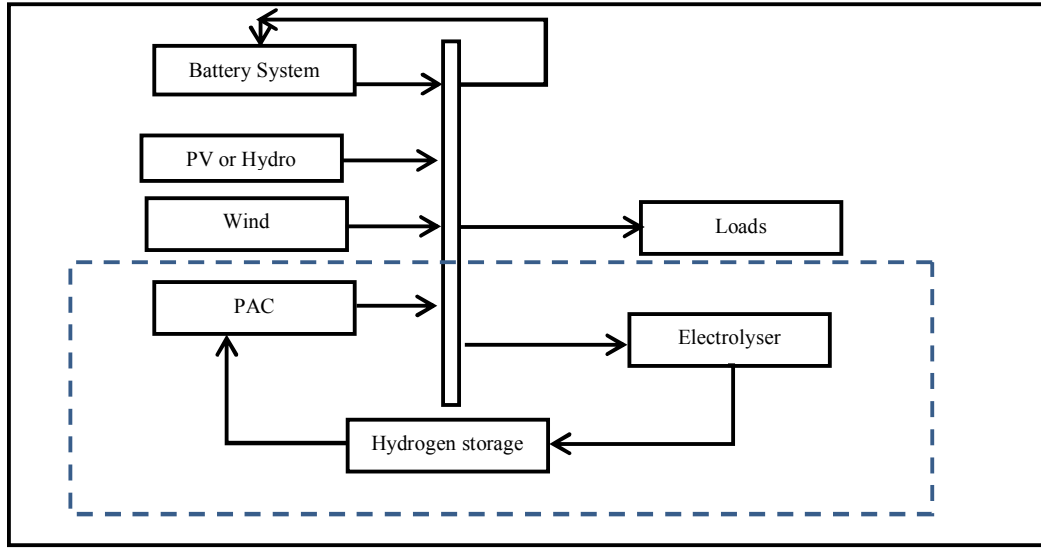 Battery System
PV or Hydro
Wind
Loads
PAC
Electrolyser
Hydrogen storage